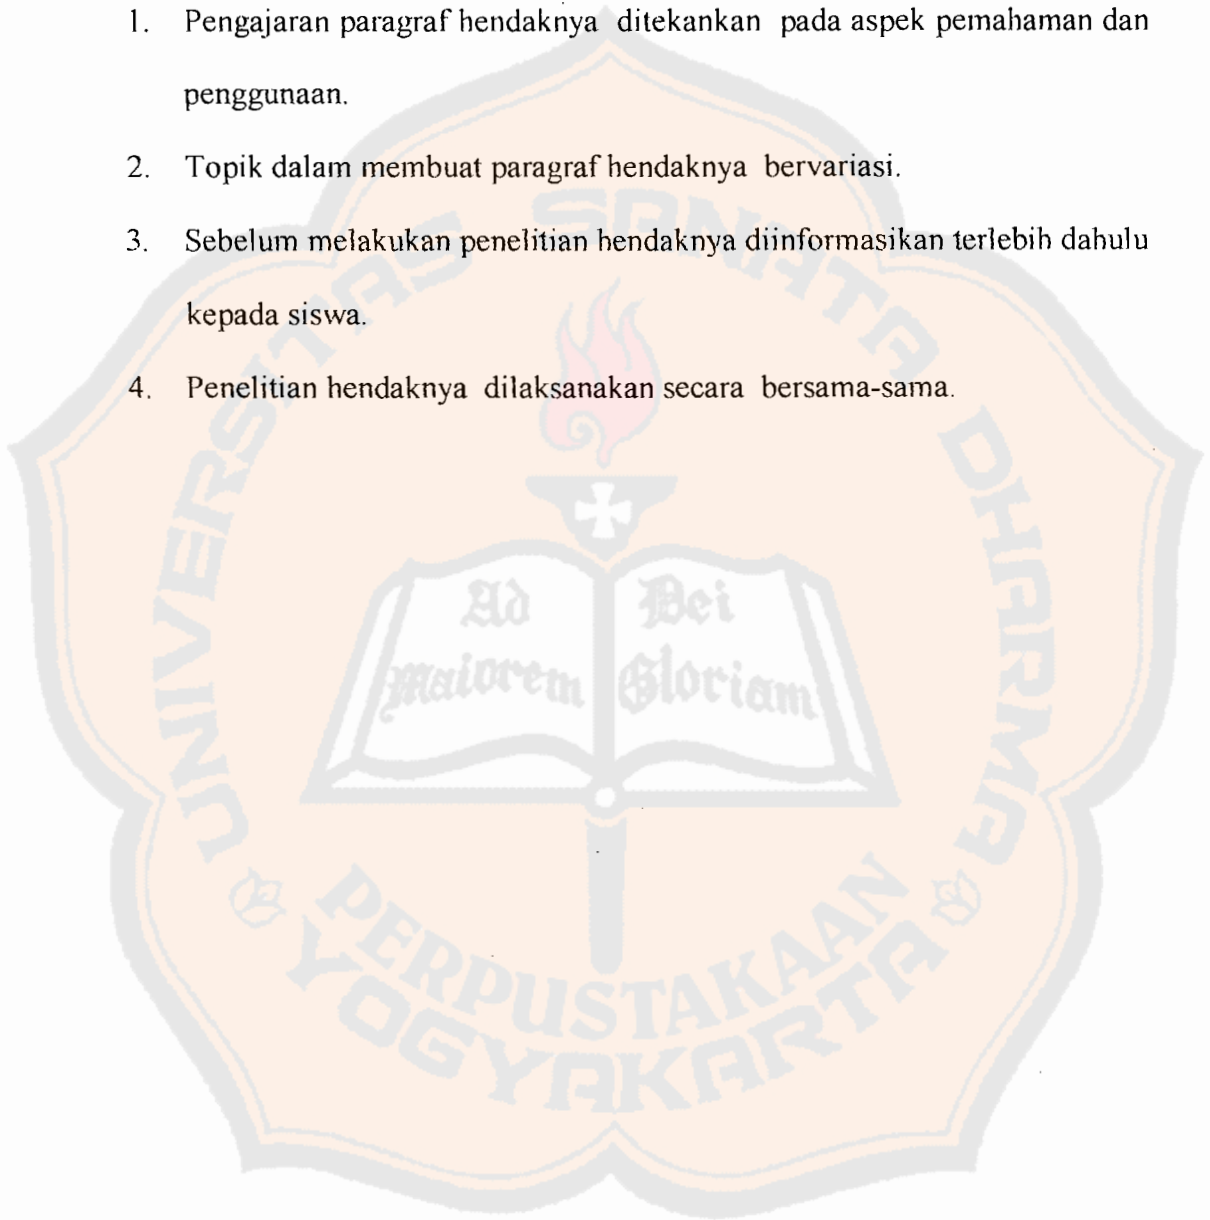 1. Pengajaran paragraf hendaknya ditekankan pada aspek pemahaman dan
penggunaan.
2. Topik dalam membuat paragraf hendaknya bervariasi.
3. Sebelum melakukan penelitian hendaknya diinformasikan terlebih dahulu
kepada siswa.
4. Penelitian hendaknya dilaksanakan secara bersama-sama.
UNIVERSITAS SANATA DHARMA
Ad Dei
maiorem Gloriam
PERPUSTAKAAN
YOGYAKARTA